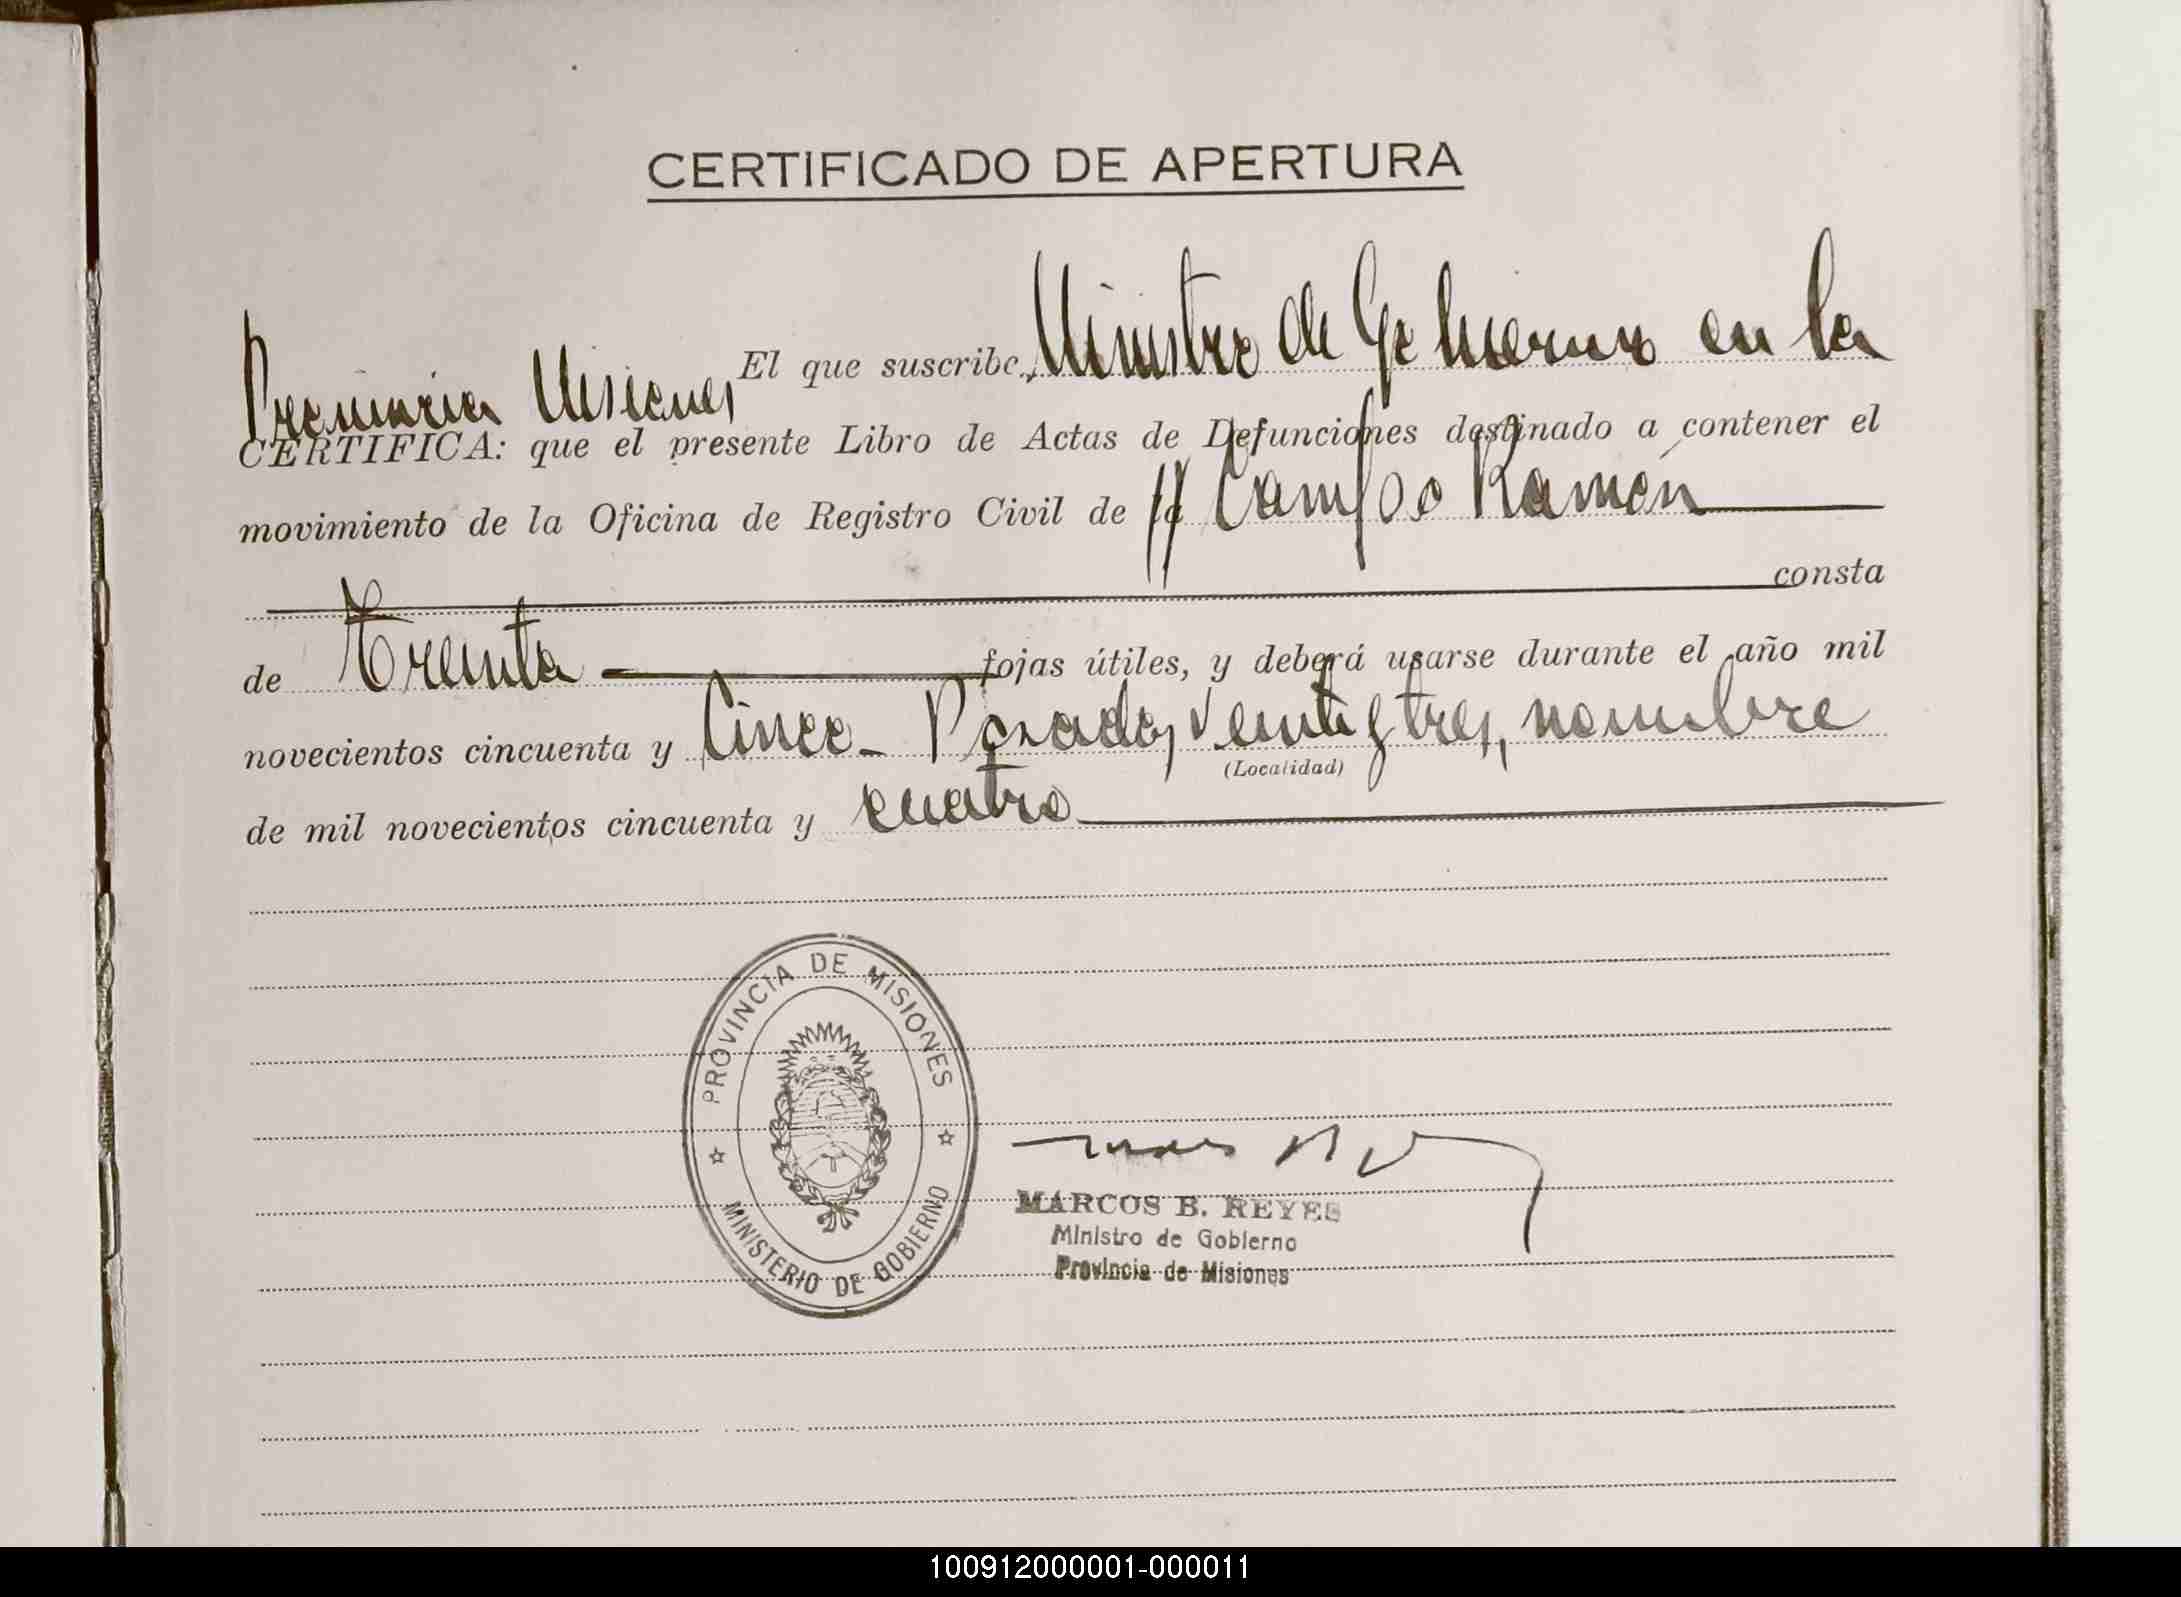 CERTIFICADO DE APERTURA
El que suscribe, Ministro de Gobierno en la
Provincia Misiones
CERTIFICA: que el presente Libro de Actas de Defunciones destinado a contener el
movimiento de la Oficina de Registro Civil de la Campo Ramón
consta
de Treinta fojas útiles, y deberá usarse durante el año mil
novecientos cincuenta y Cinco - Posadas, Veintiytres, noviembre
(Localidad)
de mil novecientos cincuenta y cuatro
PROVINCIA DE MISIONES
MINISTERIO DE GOBIERNO
MARCOS B. REYES
Ministro de Gobierno
Provincia de Misiones
100912000001-000011